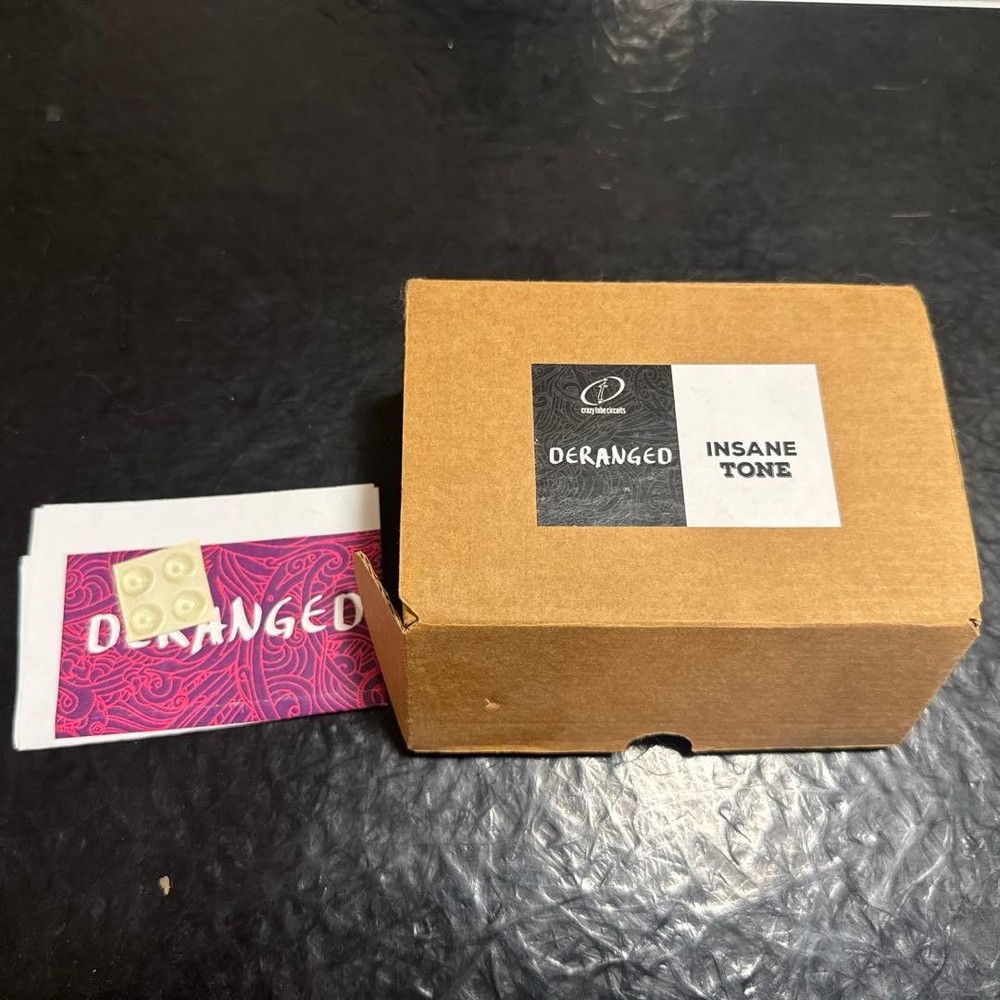 crazy tube circuits
DERANGED
INSANE
TONE
DERANGED